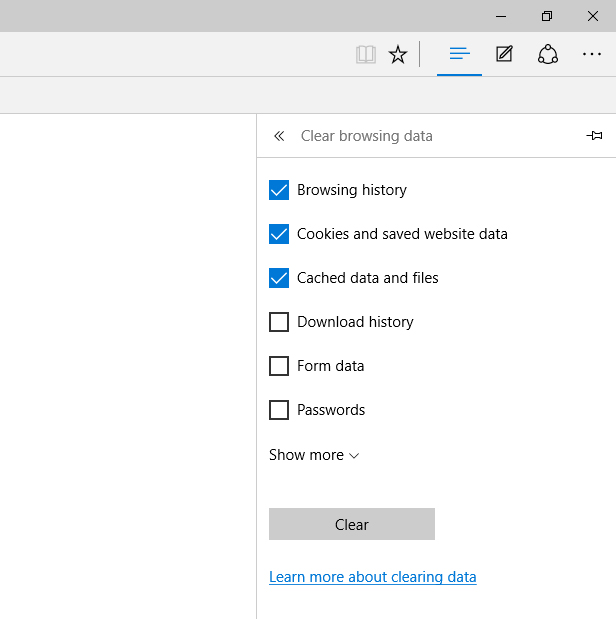 Clear browsing data
Browsing history
Cookies and saved website data
Cached data and files
Download history
Form data
Passwords
Show more
Clear
Learn more about clearing data